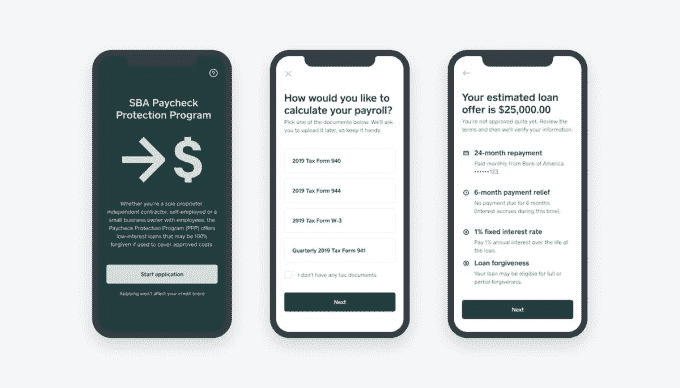 SBA Paycheck
Protection Program
$
Whether you're a sole proprietor
independent contractor, self-employed or a
small business owner with employees, the
Paycheck Protection Program (PPP) offers
low-interest loans that may be 100%
forgiven if used to cover approved costs
Start application
Applying won't affect your credit score
How would you like to
calculate your payroll?
Pick one of the documents below. We'll ask
you to upload it later, so keep it handy.
2019 Tax Form 940
2019 Tax Form 944
2019 Tax Form W-3
Quarterly 2019 Tax Form 941
I don't have any tax documents
Next
Your estimated loan
offer is $25,000.00
You're not approved quite yet. Review the
terms and then we'll verify your information.
24-month repayment
Paid monthly from Bank of America
••••••123.
6-month payment relief
No payment due for 6 months
(Interest accrues during this time).
1% fixed interest rate
Pay 1% annual interest over the life of
the loan.
Loan forgiveness
Your loan may be eligible for full or
partial forgiveness.
Next